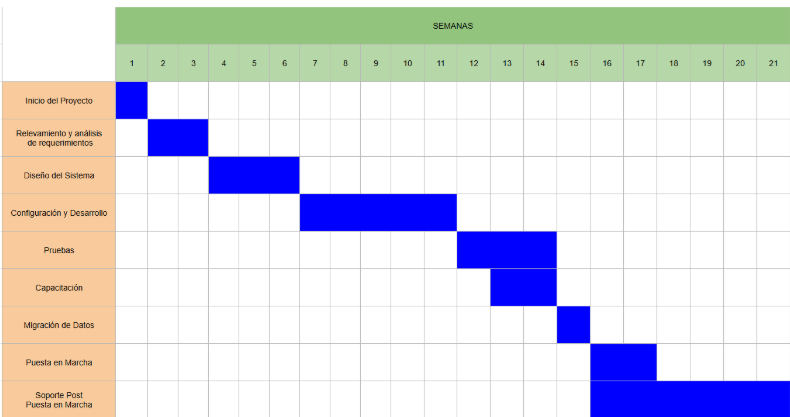 SEMANAS
1 2 3 4 5 6 7 8 9 10 11 12 13 14 15 16 17 18 19 20 21
Inicio del Proyecto
Relevamiento y análisis
de requerimientos
Diseño del Sistema
Configuración y Desarrollo
Pruebas
Capacitación
Migración de Datos
Puesta en Marcha
Soporte Post
Puesta en Marcha